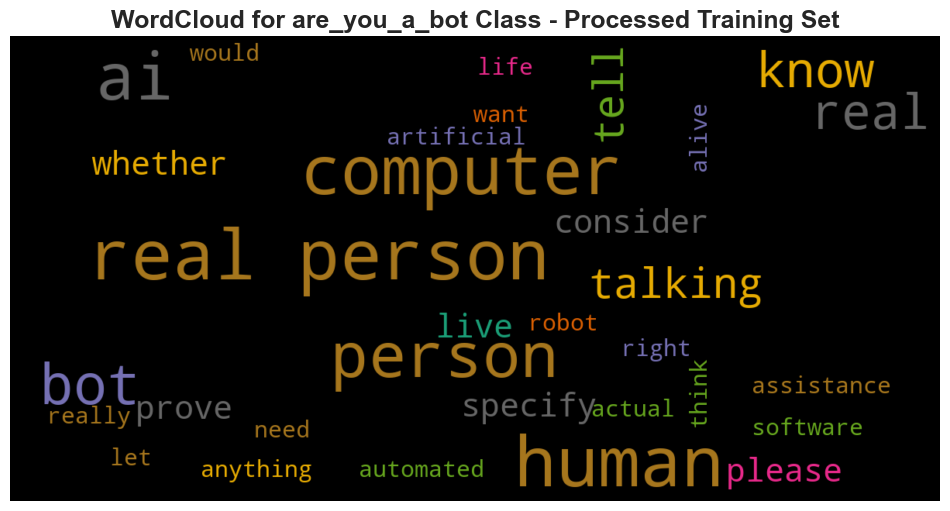 WordCloud for are_you_a_bot Class - Processed Training Set
would
ai
life
tell
know
real
want
artificial
alive
whether
computer
consider
real person
talking
live
robot
person
right
bot
think
assistance
really
prove
specify
actual
software
need
let
anything
automated
human
please